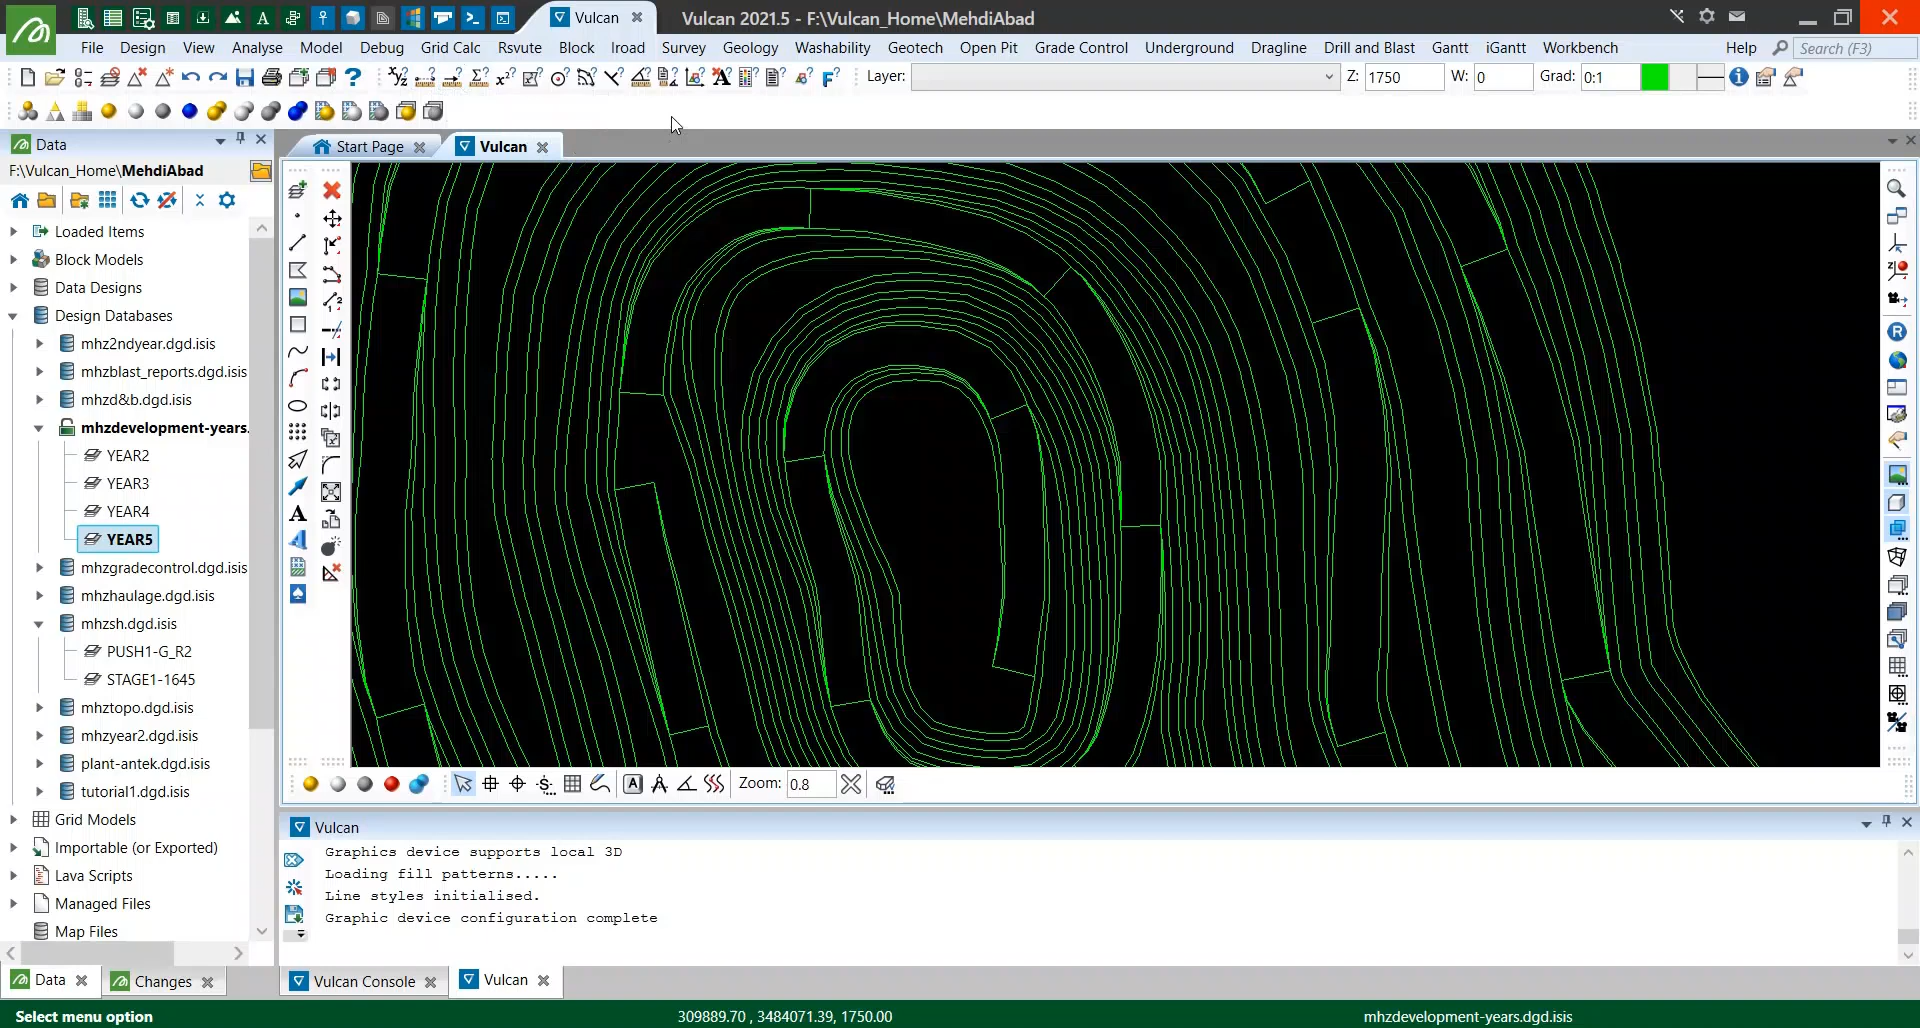 Vulcan
Vulcan 2021.5 - F:\Vulcan_Home\MehdiAbad
File Design View Analyse Model Debug Grid Calc Rsvute Block Iroad Survey Geology Washability Geotech Open Pit Grade Control Underground Dragline Drill and Blast Gantt iGantt Workbench Help Search (F3)
Layer: Z: 1750 W: 0 Grad: 0:1
Data
Start Page
Vulcan
F:\Vulcan_Home\MehdiAbad
Loaded Items
Block Models
Data Designs
Design Databases
mhz2ndyear.dgd.isis
mhzblast_reports.dgd.isis
mhzd&b.dgd.isis
mhzdevelopment-years.
YEAR2
YEAR3
YEAR4
YEAR5
mhzgradecontrol.dgd.isis
mhzhaulage.dgd.isis
mhzsh.dgd.isis
PUSH1-G_R2
STAGE1-1645
mhztopo.dgd.isis
mhzyear2.dgd.isis
plant-antek.dgd.isis
tutorial1.dgd.isis
Grid Models
Importable (or Exported)
Lava Scripts
Managed Files
Map Files
Zoom: 0.8
Vulcan
Graphics device supports local 3D
Loading fill patterns.....
Line styles initialised.
Graphic device configuration complete
Data
Changes
Vulcan Console
Vulcan
Select menu option
309889.70 , 3484071.39, 1750.00
mhzdevelopment-years.dgd.isis